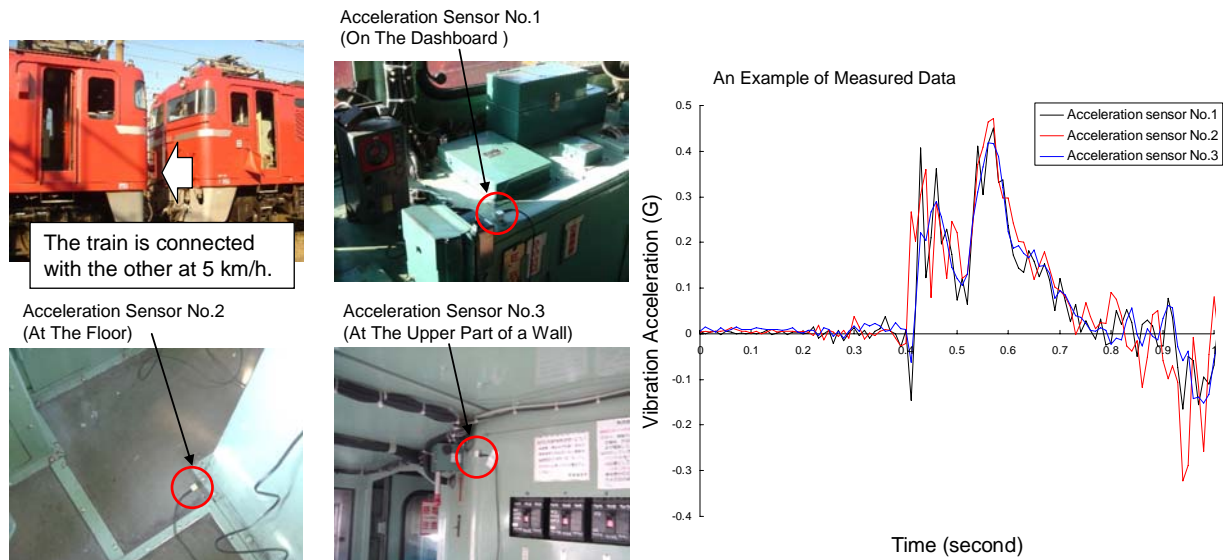 Acceleration Sensor No.1
(On The Dashboard )
The train is connected
with the other at 5 km/h.
Acceleration Sensor No.2
(At The Floor)
Acceleration Sensor No.3
(At The Upper Part of a Wall)
An Example of Measured Data
Acceleration sensor No.1
Acceleration sensor No.2
Acceleration sensor No.3
Vibration Acceleration (G)
0.5
0.4
0.3
0.2
0.1
0
-0.1
-0.2
-0.3
-0.4
0 0.1 0.2 0.3 0.4 0.5 0.6 0.7 0.8 0.9 1
Time (second)